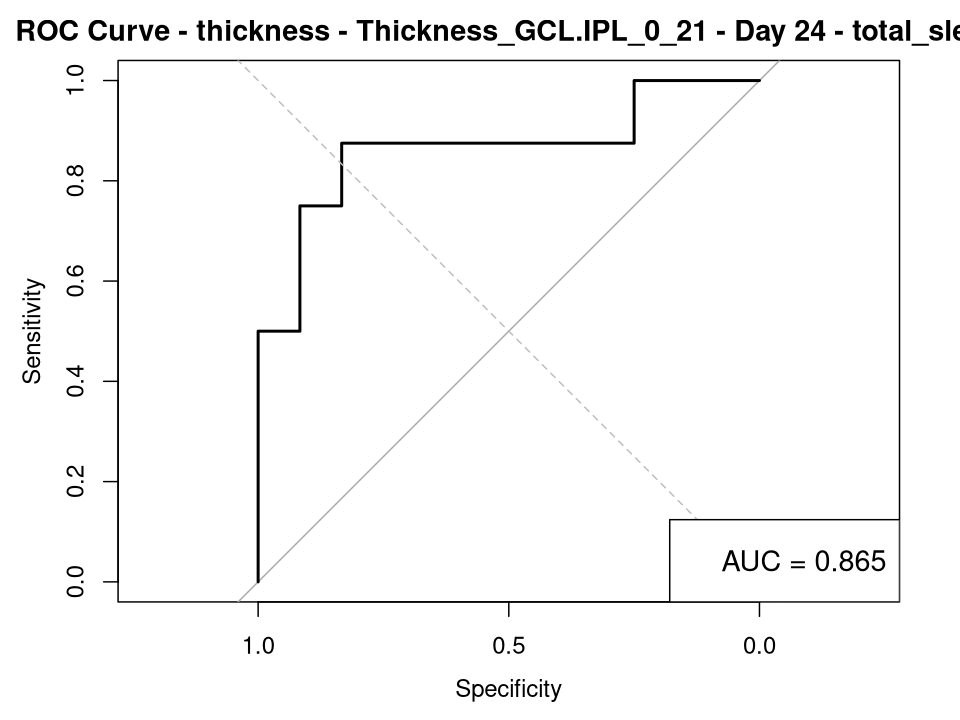 ROC Curve - thickness - Thickness_GCL.IPL_0_21 - Day 24 - total_sle
1.0
0.8
0.6
0.4
0.2
0.0
Sensitivity
AUC = 0.865
1.0 0.5 0.0
Specificity